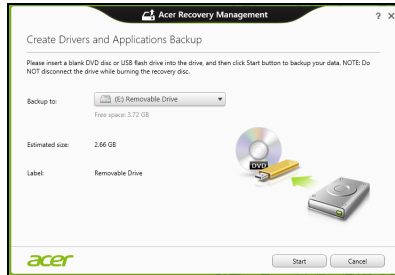 Acer Recovery Management
? X
Create Drivers and Applications Backup
Please insert a blank DVD disc or USB flash drive into the drive, and then click Start button to backup your data. NOTE: Do
NOT disconnect the drive while burning the recovery disc.
Backup to: (E:) Removable Drive
Free space: 3.72 GB
Estimated size: 2.66 GB
DVD
Label: Removable Drive
acer Start Cancel